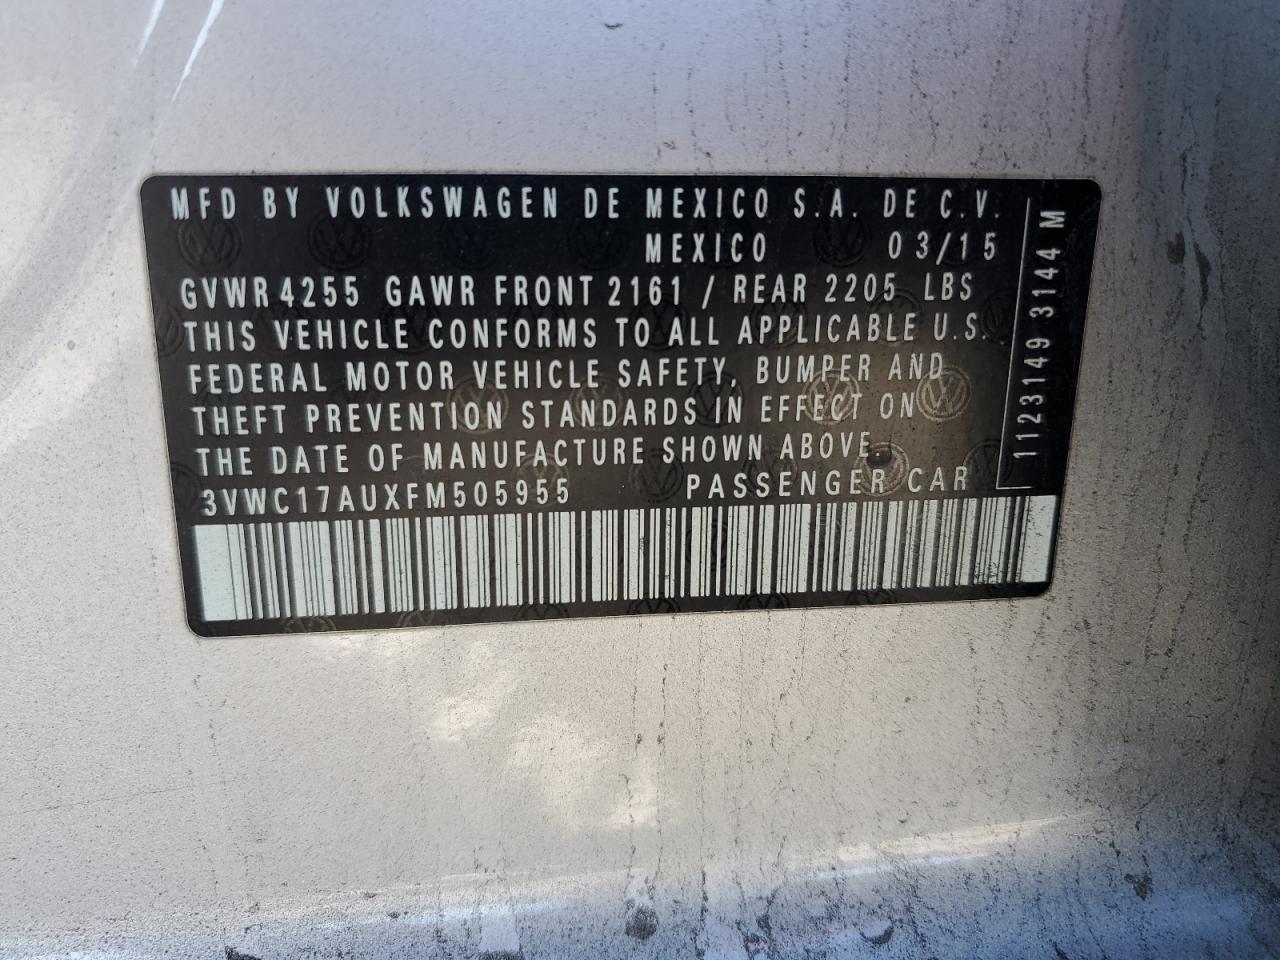 MFD BY VOLKSWAGEN DE MEXICO S.A. DE C.V.
MEXICO 03/15
GVWR 4255 GAWR FRONT 2161 / REAR 2205 LBS
THIS VEHICLE CONFORMS TO ALL APPLICABLE U.S.
FEDERAL MOTOR VEHICLE SAFETY, BUMPER AND
THEFT PREVENTION STANDARDS IN EFFECT ON
THE DATE OF MANUFACTURE SHOWN ABOVE.
3VWC17AUXFM505955 PASSENGER CAR
1123149 3144 M